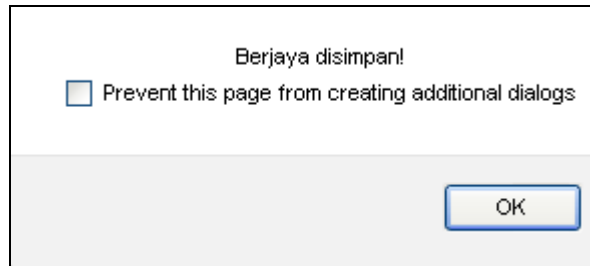 Berjaya disimpan!
Prevent this page from creating additional dialogs
OK